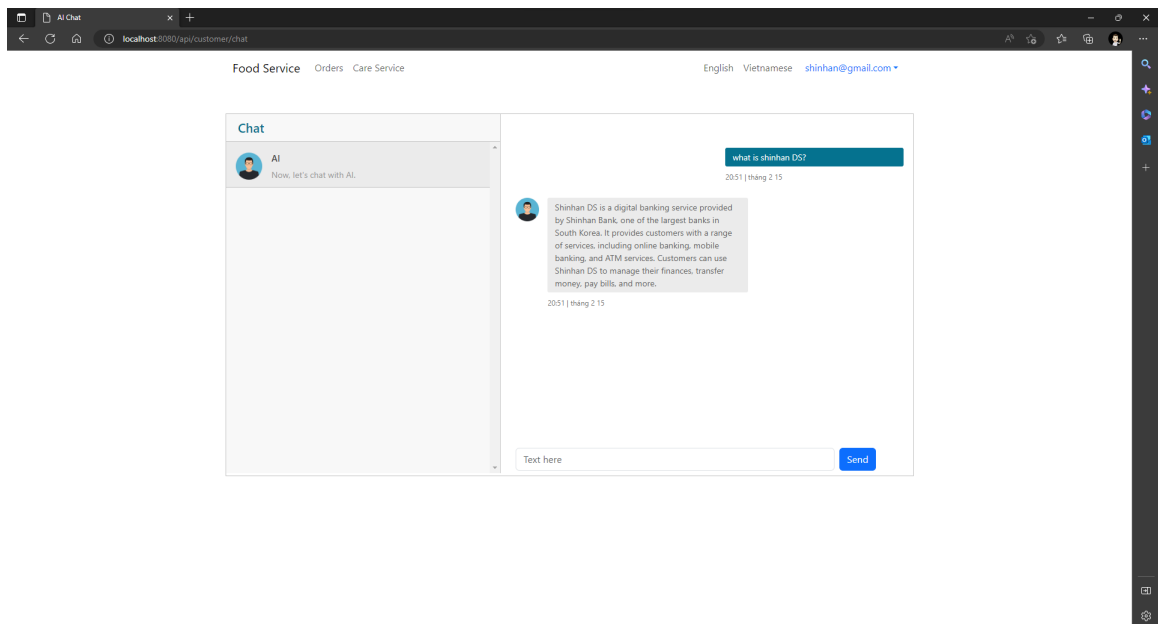 AI Chat
localhost:8080/api/customer/chat
Food Service Orders Care Service English Vietnamese shinhan@gmail.com
Chat
AI
Now, let's chat with AI.
what is shinhan DS?
20:51 | tháng 2 15
Shinhan DS is a digital banking service provided
by Shinhan Bank, one of the largest banks in
South Korea. It provides customers with a range
of services, including online banking, mobile
banking, and ATM services. Customers can use
Shinhan DS to manage their finances, transfer
money, pay bills, and more.
20:51 | tháng 2 15
Text here Send